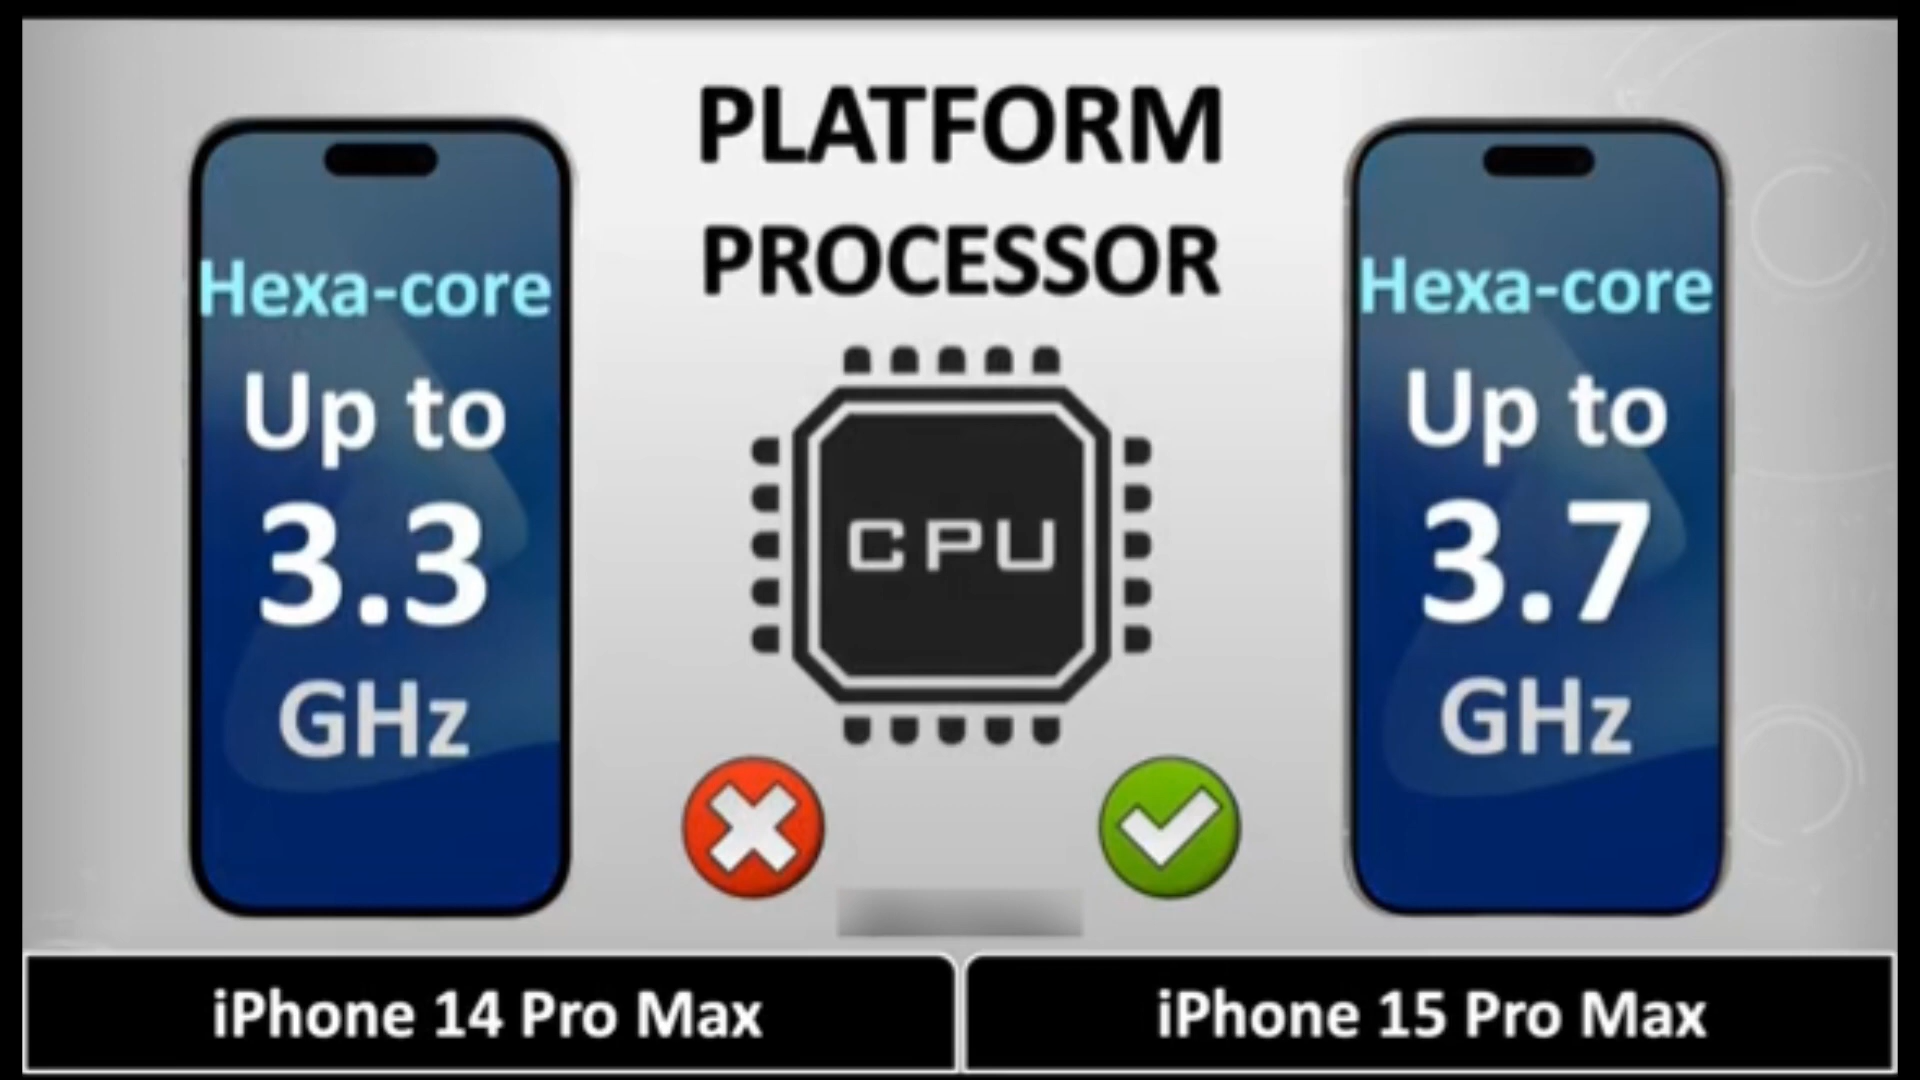 PLATFORM
PROCESSOR
Hexa-core
Up to
3.3
GHz
CPU
Hexa-core
Up to
3.7
GHz
iPhone 14 Pro Max
iPhone 15 Pro Max